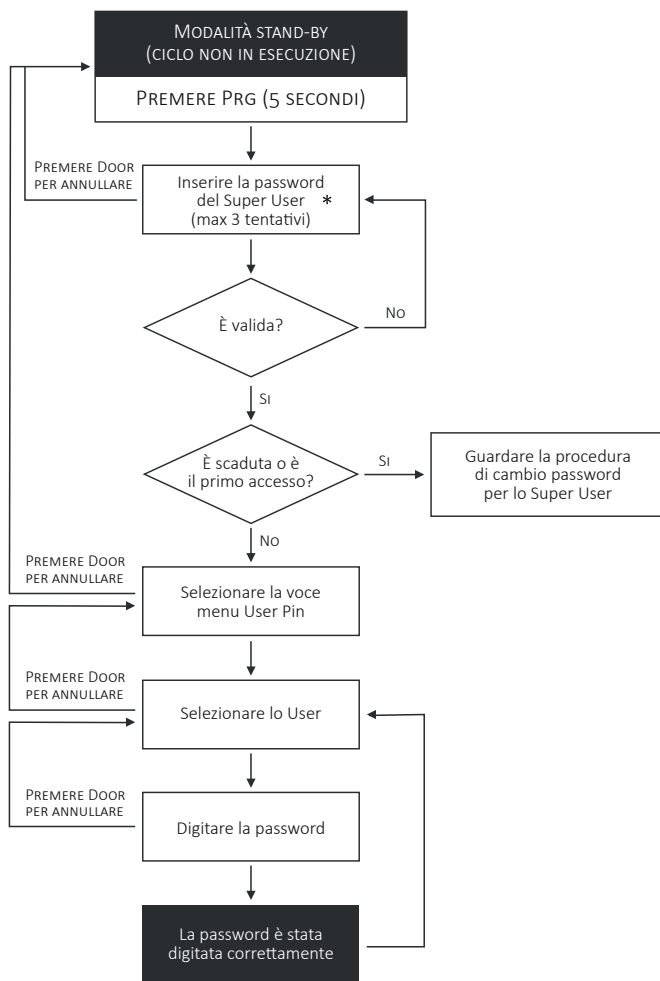 Modalità stand-by
(ciclo non in esecuzione)
Premere Prg (5 secondi)
Premere Door
per annullare
Inserire la password
del Super User *
(max 3 tentativi)
È valida?
No
Si
È scaduta o è
il primo accesso?
Si
Guardare la procedura
di cambio password
per lo Super User
No
Premere Door
per annullare
Selezionare la voce
menu User Pin
Premere Door
per annullare
Selezionare lo User
Premere Door
per annullare
Digitare la password
La password è stata
digitata correttamente